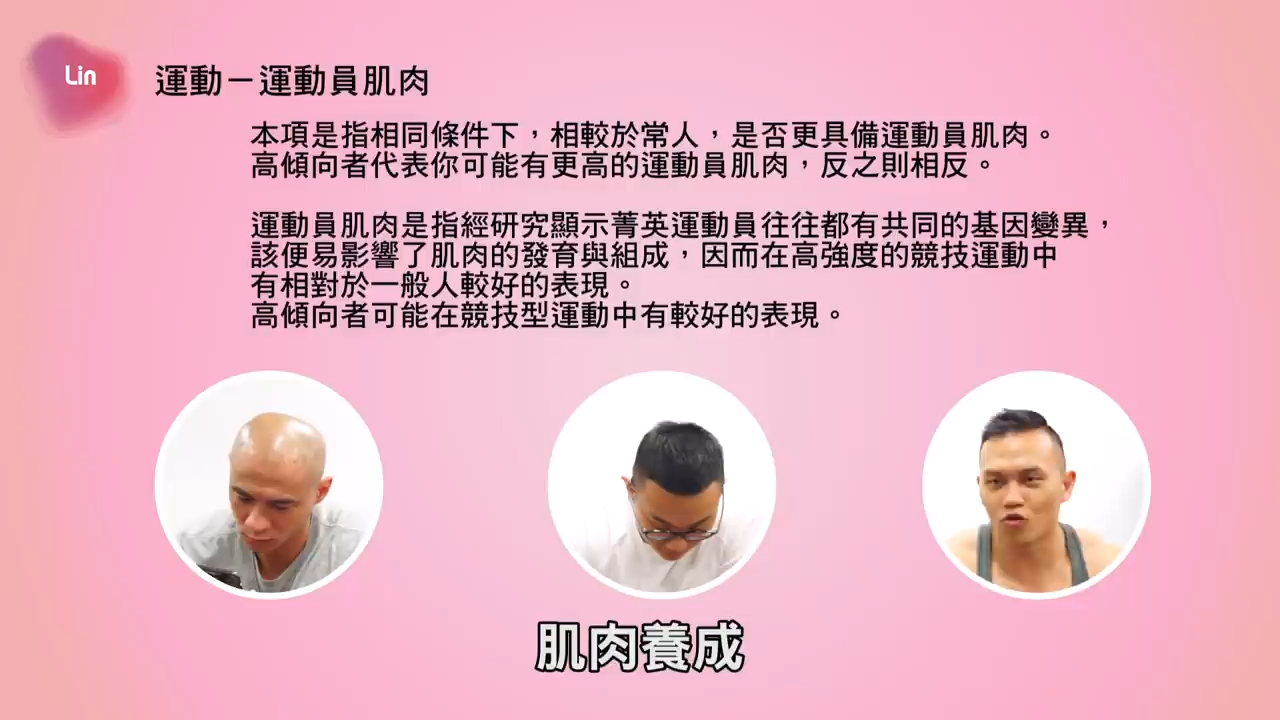 Lin
運動－運動員肌肉
本項是指相同條件下，相較於常人，是否更具備運動員肌肉。
高傾向者代表你可能有更高的運動員肌肉，反之則相反。
運動員肌肉是指經研究顯示菁英運動員往往都有共同的基因變異，
該便易影響了肌肉的發育與組成，因而在高強度的競技運動中
有相對於一般人較好的表現。
高傾向者可能在競技型運動中有較好的表現。
肌肉養成